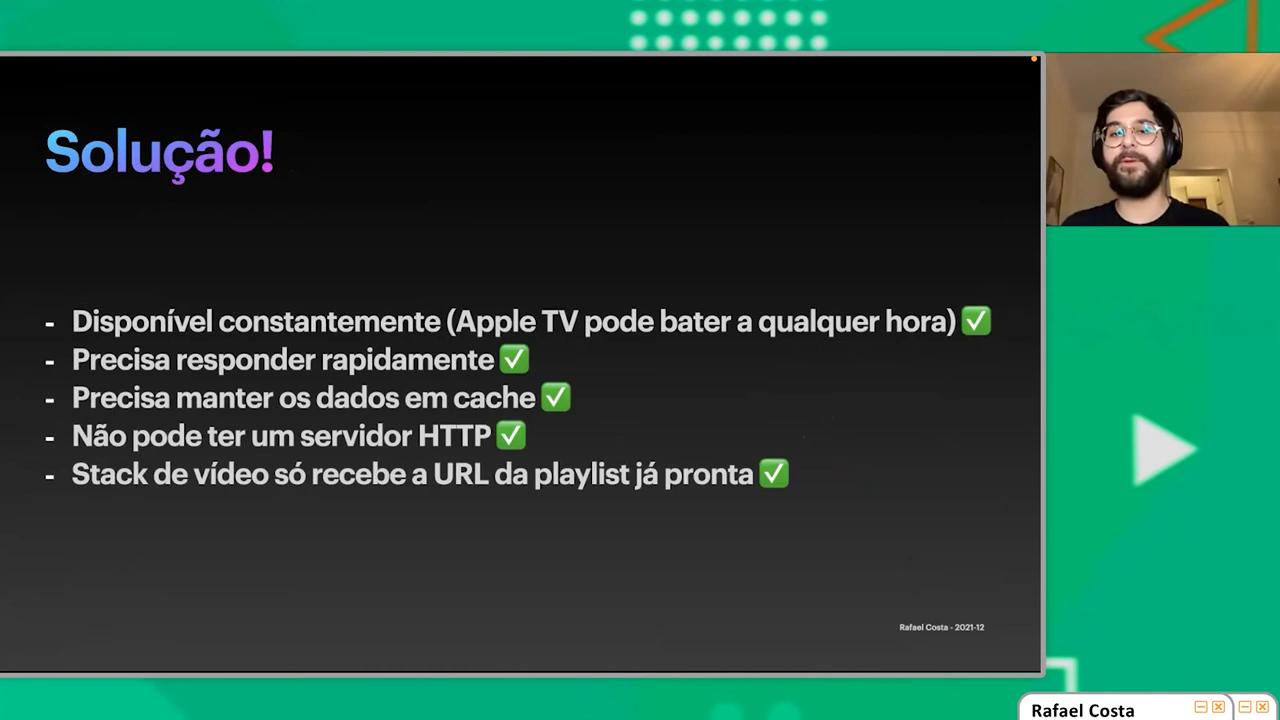 Solução!
- Disponível constantemente (Apple TV pode bater a qualquer hora) ✅
- Precisa responder rapidamente ✅
- Precisa manter os dados em cache ✅
- Não pode ter um servidor HTTP ✅
- Stack de vídeo só recebe a URL da playlist já pronta ✅
Rafael Costa - 2021-12
Rafael Costa